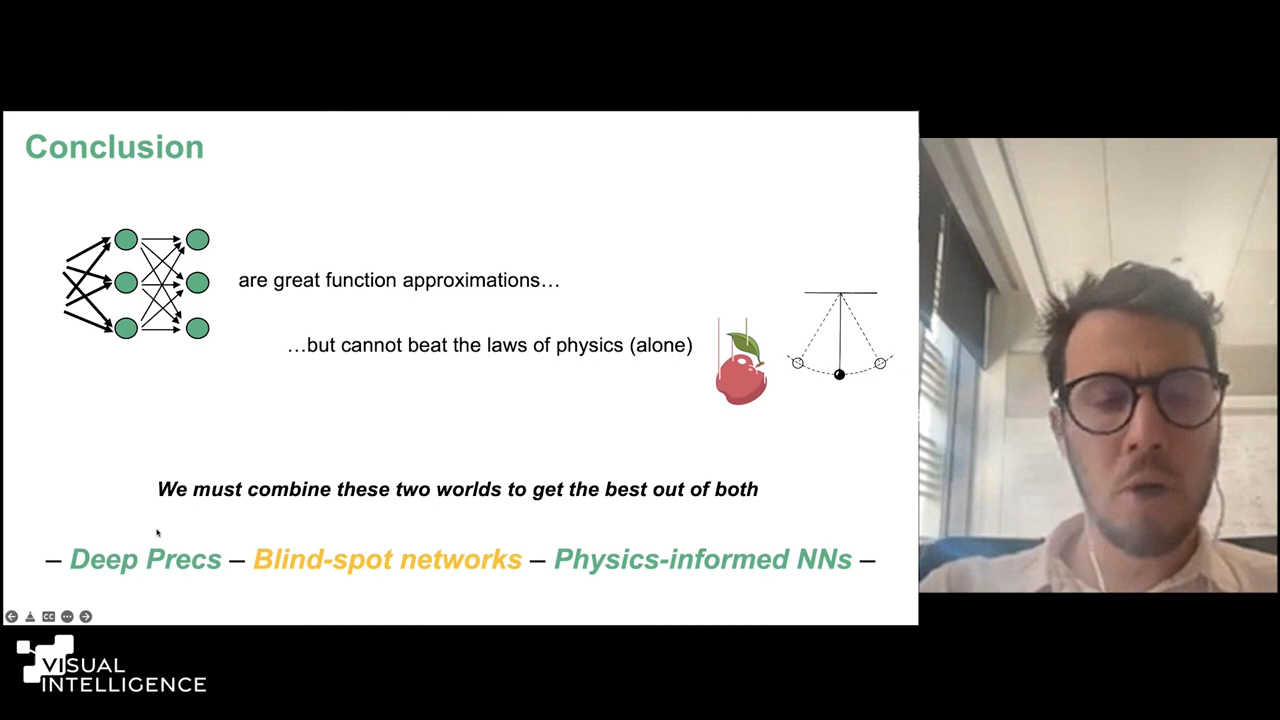 Conclusion
are great function approximations…
…but cannot beat the laws of physics (alone)
We must combine these two worlds to get the best out of both
– Deep Precs – Blind-spot networks – Physics-informed NNs –
CC
VISUAL
INTELLIGENCE